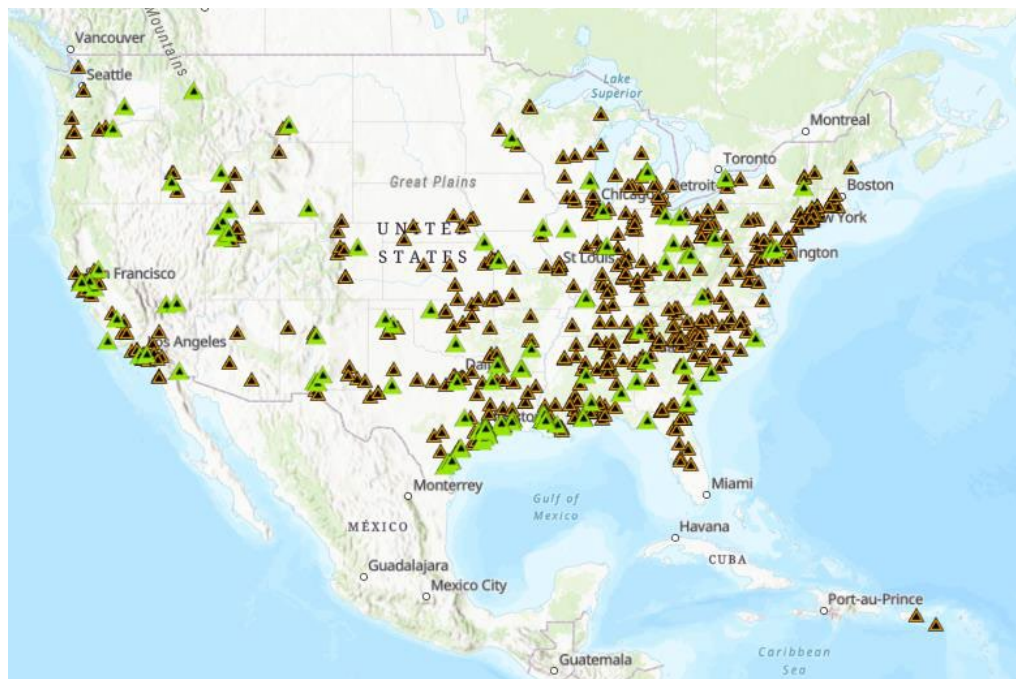 Mountains
Vancouver
Seattle
Lake
Superior
Montreal
Toronto
Great Plains
Chicago
Detroit
Boston
New York
UNITED
STATES
St Louis
Washington
San Francisco
Los Angeles
Dallas
Houston
Monterrey
Gulf of
Mexico
Miami
MÉXICO
Havana
CUBA
Guadalajara
Mexico City
Port-au-Prince
Caribbean
Sea
Guatemala